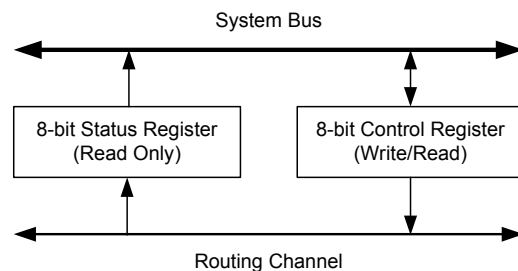 System Bus
8-bit Status Register
(Read Only)
8-bit Control Register
(Write/Read)
Routing Channel